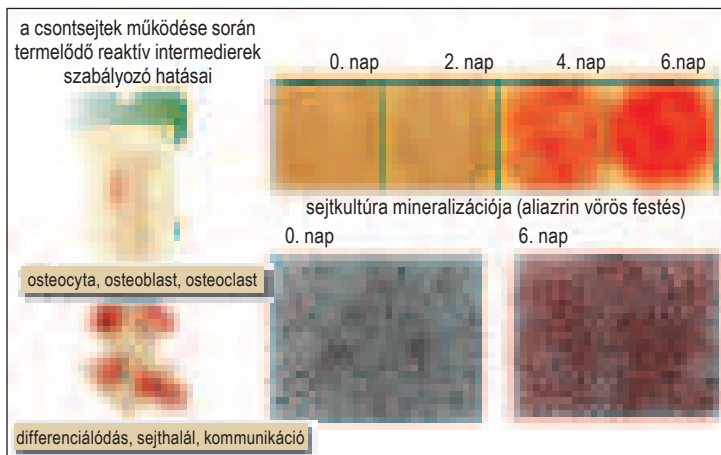 a csontsejtek működése során
termelődő reaktív intermedierek
szabályozó hatásai
0. nap
2. nap
4. nap
6.nap
sejtkultúra mineralizációja (aliazrin vörös festés)
0. nap
6. nap
osteocyta, osteoblast, osteoclast
differenciálódás, sejthalál, kommunikáció